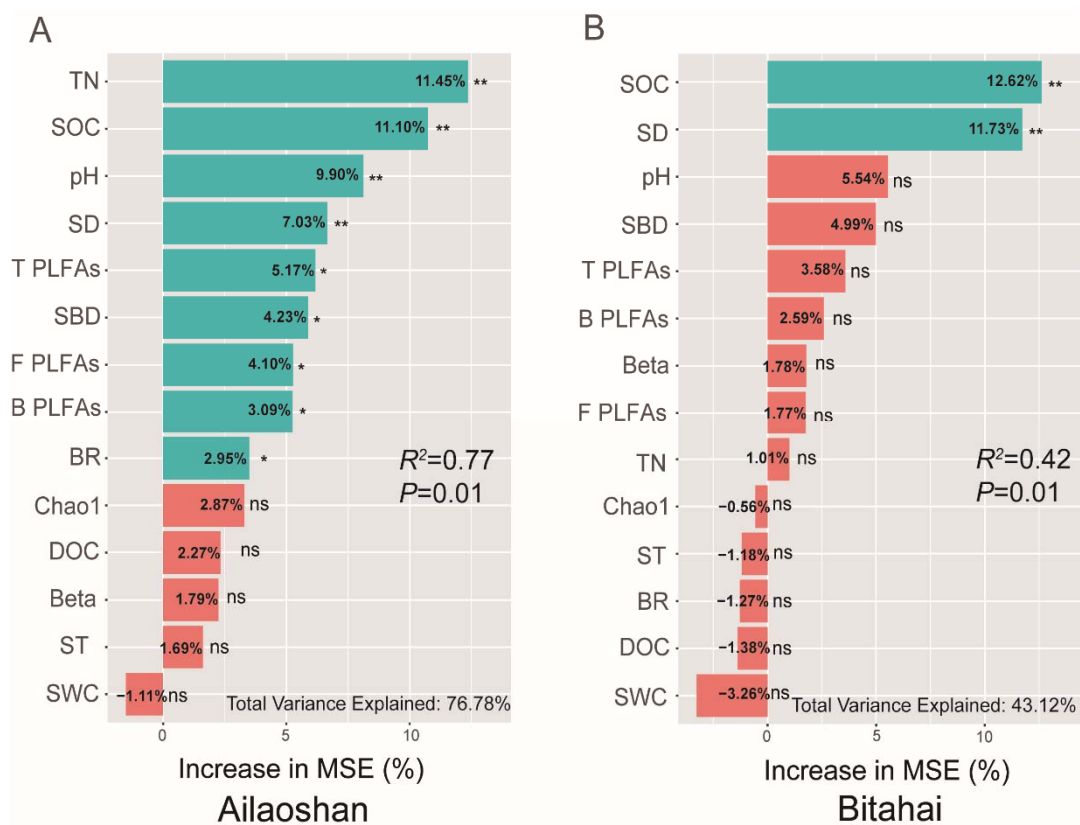 A
TN 11.45% **
SOC 11.10% **
pH 9.90% **
SD 7.03% **
T PLFAs 5.17% *
SBD 4.23% *
F PLFAs 4.10% *
B PLFAs 3.09% *
BR 2.95% *
R²=0.77
P=0.01
Chao1 2.87% ns
DOC 2.27% ns
Beta 1.79% ns
ST 1.69% ns
SWC −1.11% ns
Total Variance Explained: 76.78%
0 5 10
Increase in MSE (%)
Ailaoshan
B
SOC 12.62% **
SD 11.73% **
pH 5.54% ns
SBD 4.99% ns
T PLFAs 3.58% ns
B PLFAs 2.59% ns
Beta 1.78% ns
F PLFAs 1.77% ns
TN 1.01% ns
R²=0.42
P=0.01
Chao1 −0.56% ns
ST −1.18% ns
BR −1.27% ns
DOC −1.38% ns
SWC −3.26% ns
Total Variance Explained: 43.12%
0 5 10
Increase in MSE (%)
Bitahai